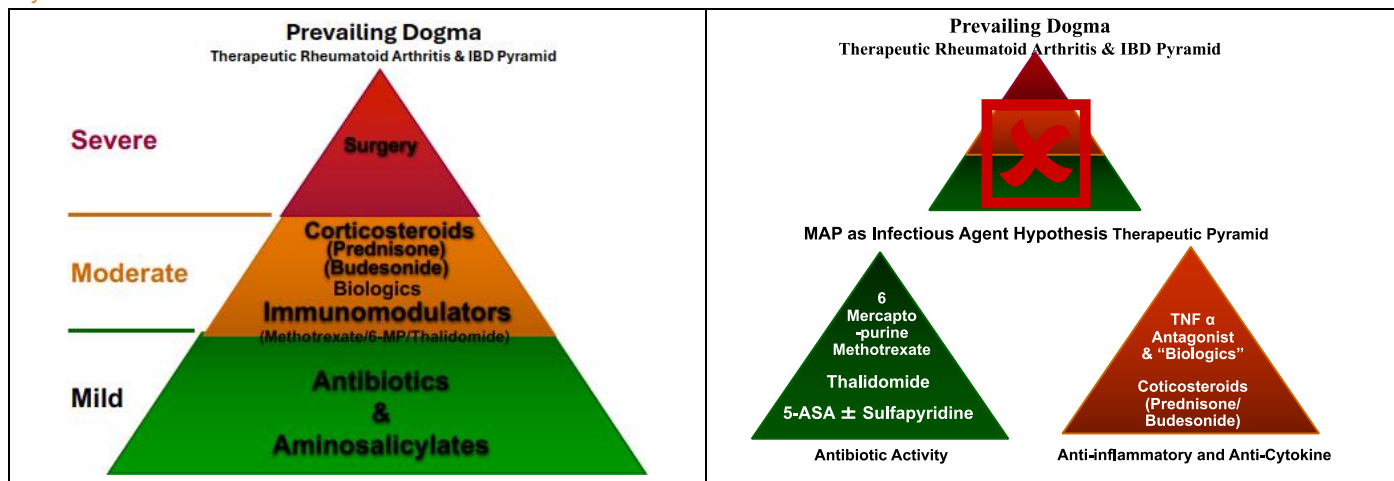 Prevailing Dogma
Therapeutic Rheumatoid Arthritis & IBD Pyramid
Severe
Surgery
Moderate
Corticosteroids
(Prednisone)
(Budesonide)
Biologics
Immunomodulators
(Methotrexate/6-MP/Thalidomide)
Mild
Antibiotics
&
Aminosalicylates
Prevailing Dogma
Therapeutic Rheumatoid Arthritis & IBD Pyramid
MAP as Infectious Agent Hypothesis Therapeutic Pyramid
6
Mercapto
-purine
Methotrexate
Thalidomide
5-ASA ± Sulfapyridine
Antibiotic Activity
TNF α
Antagonist
& “Biologics”
Coticosteroids
(Prednisone/
Budesonide)
Anti-inflammatory and Anti-Cytokine